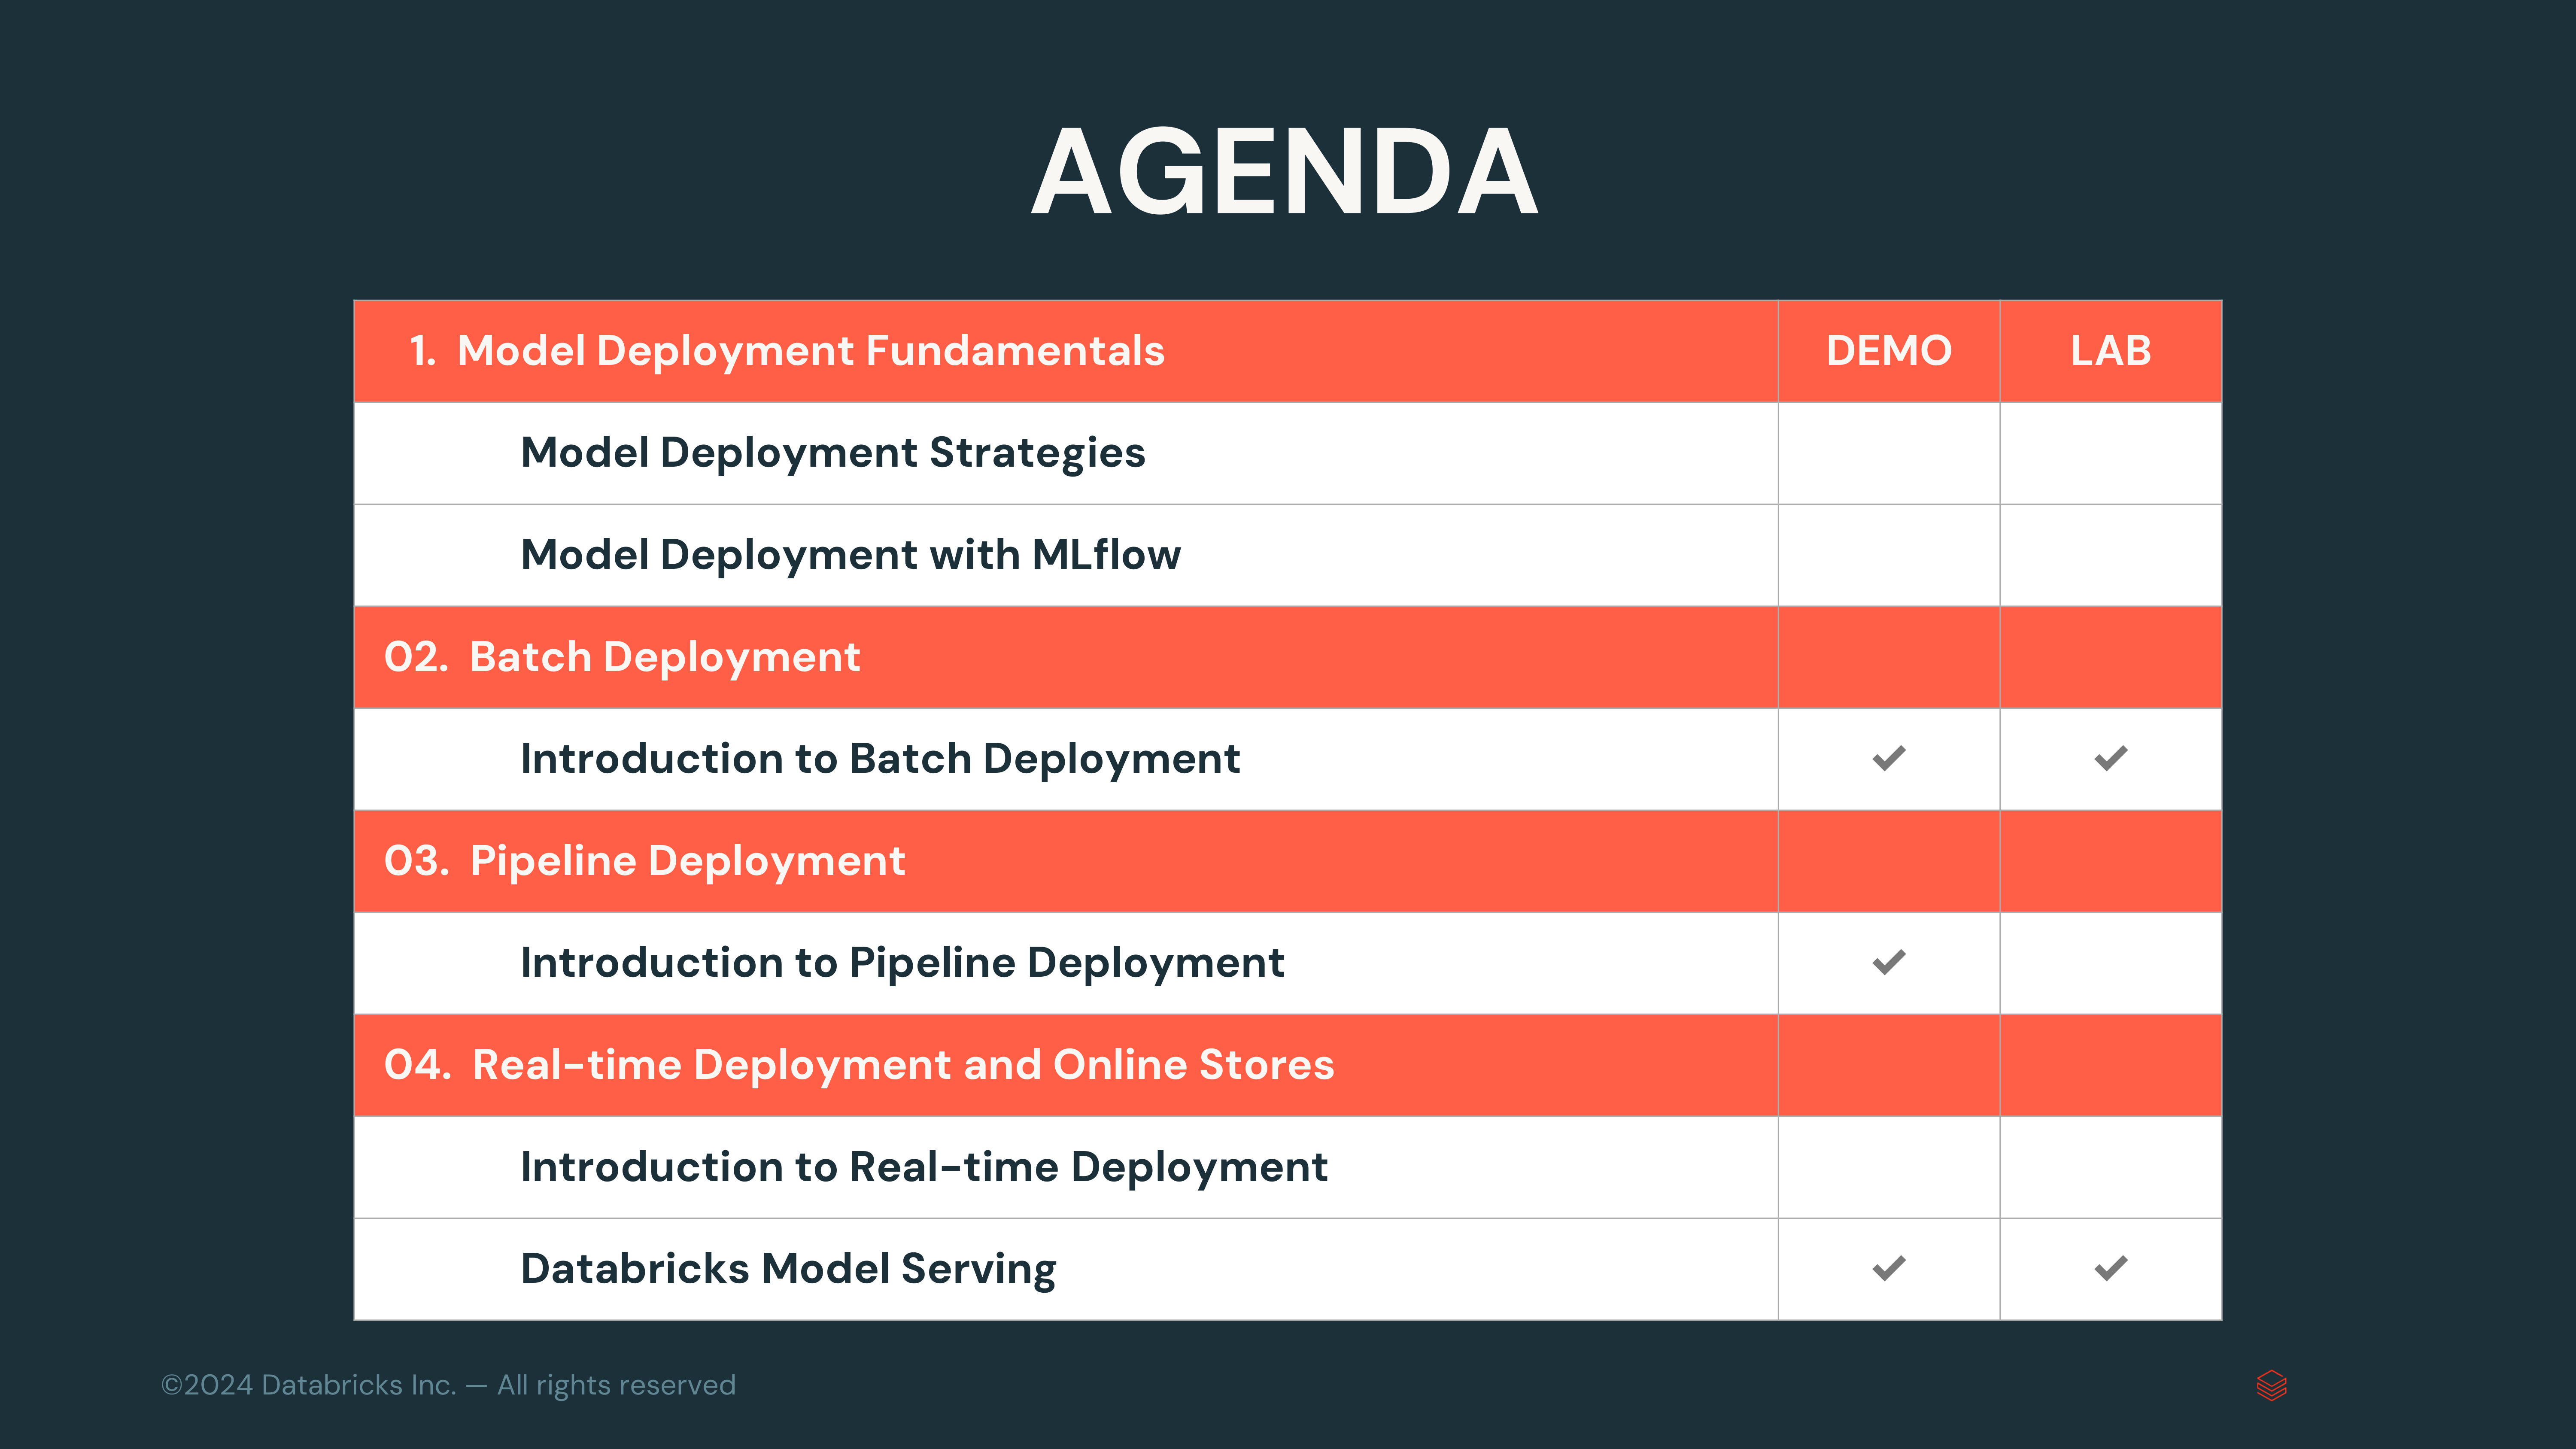 AGENDA
1. Model Deployment Fundamentals DEMO LAB
Model Deployment Strategies
Model Deployment with MLflow
02. Batch Deployment
Introduction to Batch Deployment ✓ ✓
03. Pipeline Deployment
Introduction to Pipeline Deployment ✓
04. Real-time Deployment and Online Stores
Introduction to Real-time Deployment
Databricks Model Serving ✓ ✓
©2024 Databricks Inc. — All rights reserved